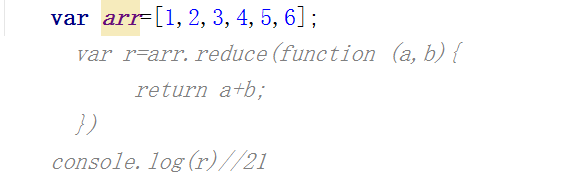 var arr=[1,2,3,4,5,6];
var r=arr.reduce(function (a,b){
return a+b;
})
console.log(r)//21